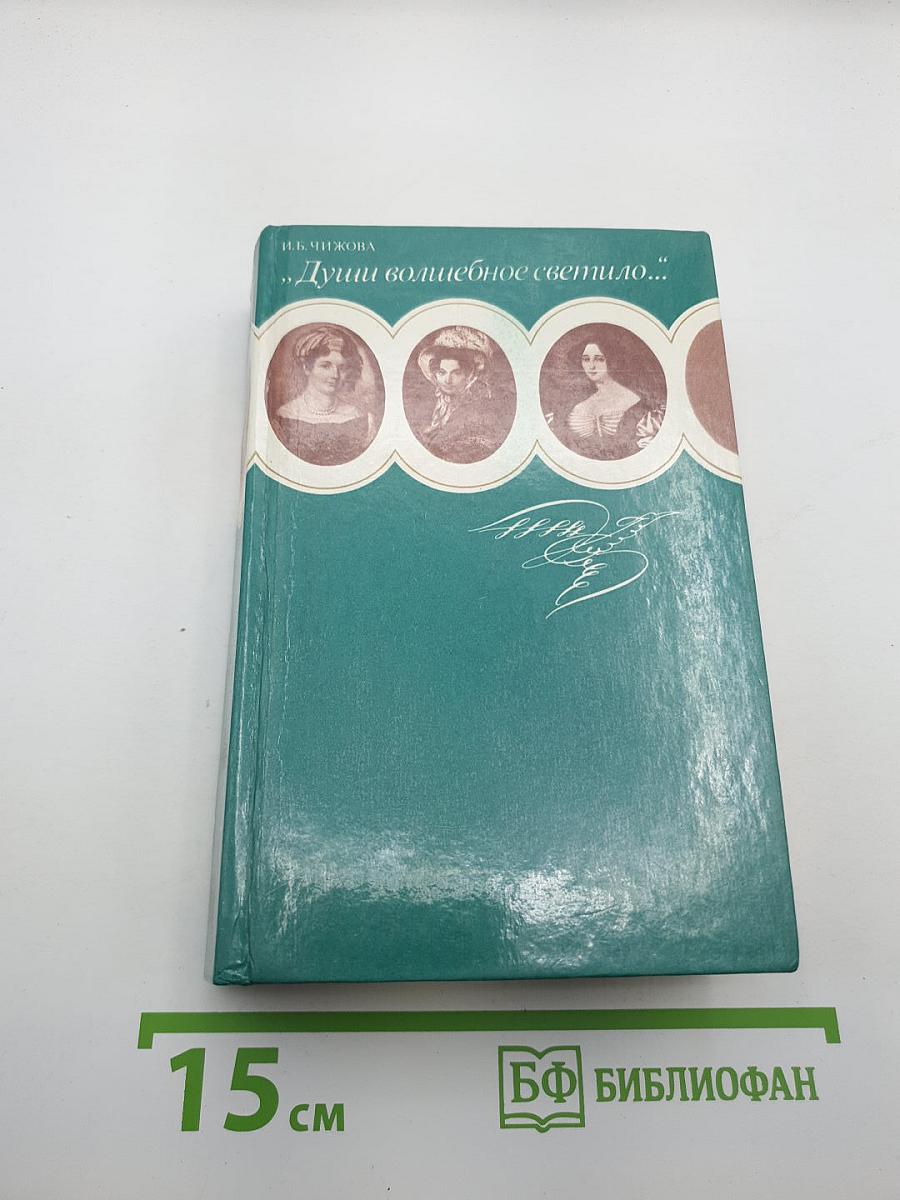 И.Б. ЧИЖОВА
„Души волшебное светило..."
15 см
БФ БИБЛИОФАН